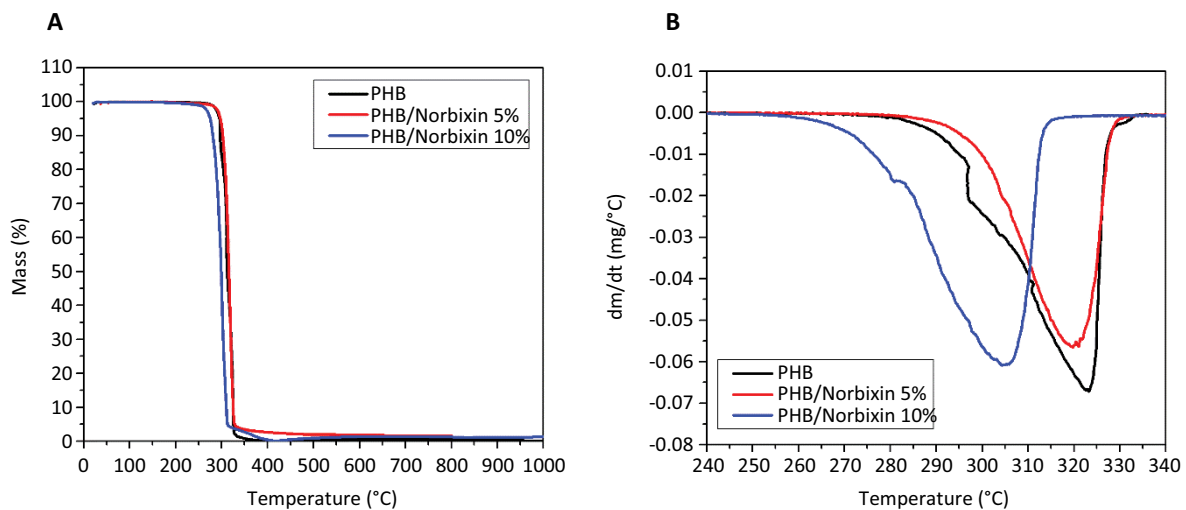 A
110
100
90
80
70
60
50
40
30
20
10
0
Mass (%)
0 100 200 300 400 500 600 700 800 900 1000
Temperature (°C)
PHB
PHB/Norbixin 5%
PHB/Norbixin 10%
B
0.01
0.00
-0.01
-0.02
-0.03
-0.04
-0.05
-0.06
-0.07
-0.08
dm/dt (mg/°C)
240 250 260 270 280 290 300 310 320 330 340
Temperature (°C)
PHB
PHB/Norbixin 5%
PHB/Norbixin 10%